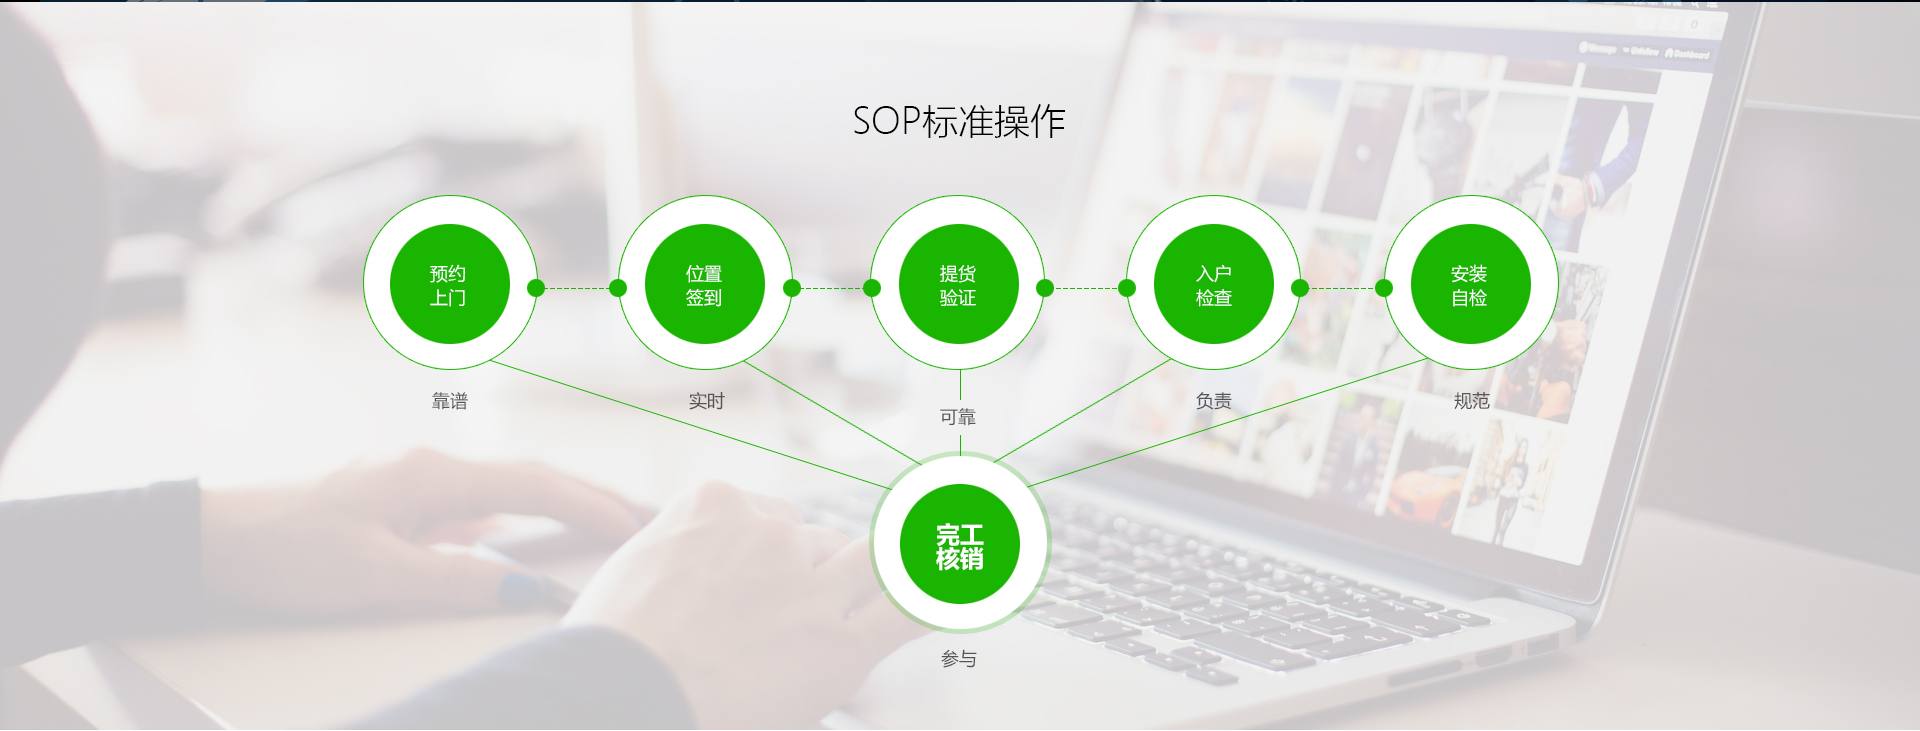 SOP标准操作
预约
上门
位置
签到
提货
验证
入户
检查
安装
自检
靠谱
实时
可靠
负责
规范
完工
核销
参与
Dashboard